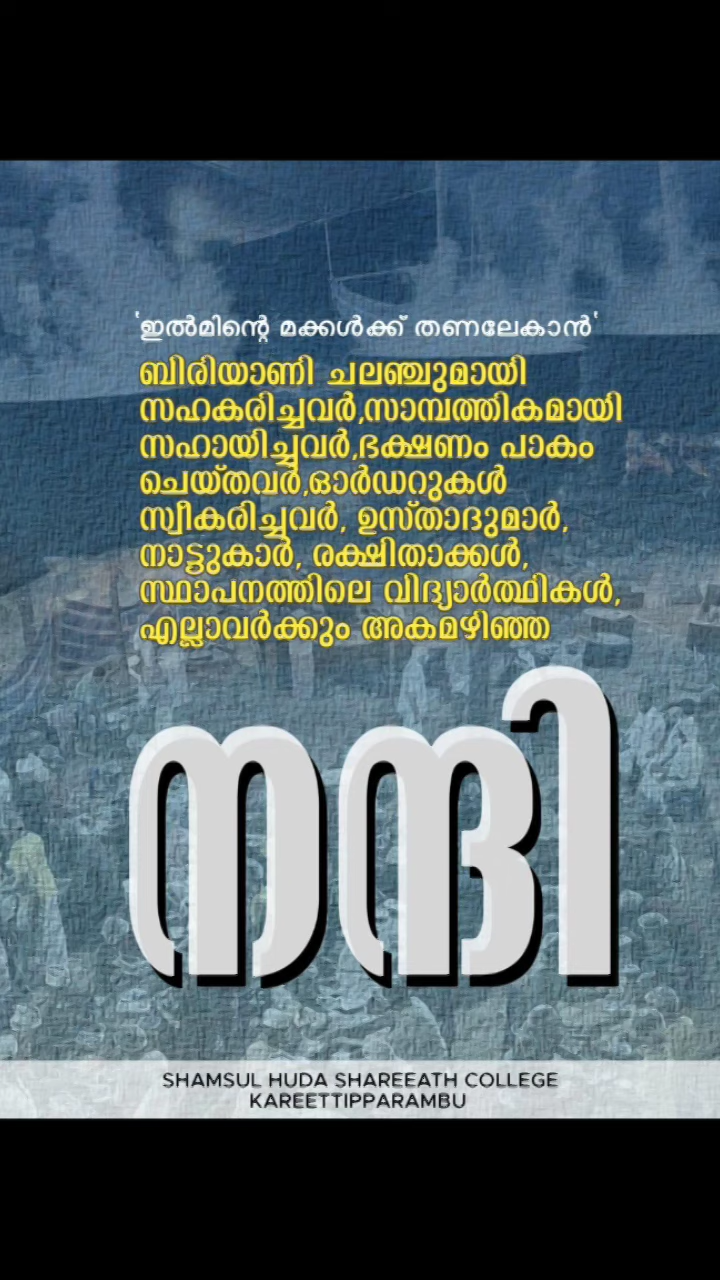 'ഇൽമിന്റെ മക്കൾക്ക് തണലേകാൻ'
ബിരിയാണി ചലഞ്ചുമായി
സഹകരിച്ചവർ,സാമ്പത്തികമായി
സഹായിച്ചവർ,ഭക്ഷണം പാകം
ചെയ്തവർ,ഓർഡറുകൾ
സ്വീകരിച്ചവർ, ഉസ്താദുമാർ,
നാട്ടുകാർ, രക്ഷിതാക്കൾ,
സ്ഥാപനത്തിലെ വിദ്യാർത്ഥികൾ,
എല്ലാവർക്കും അകമഴിഞ്ഞ
നന്ദി
SHAMSUL HUDA SHAREEATH COLLEGE
KAREETTIPPARAMBU